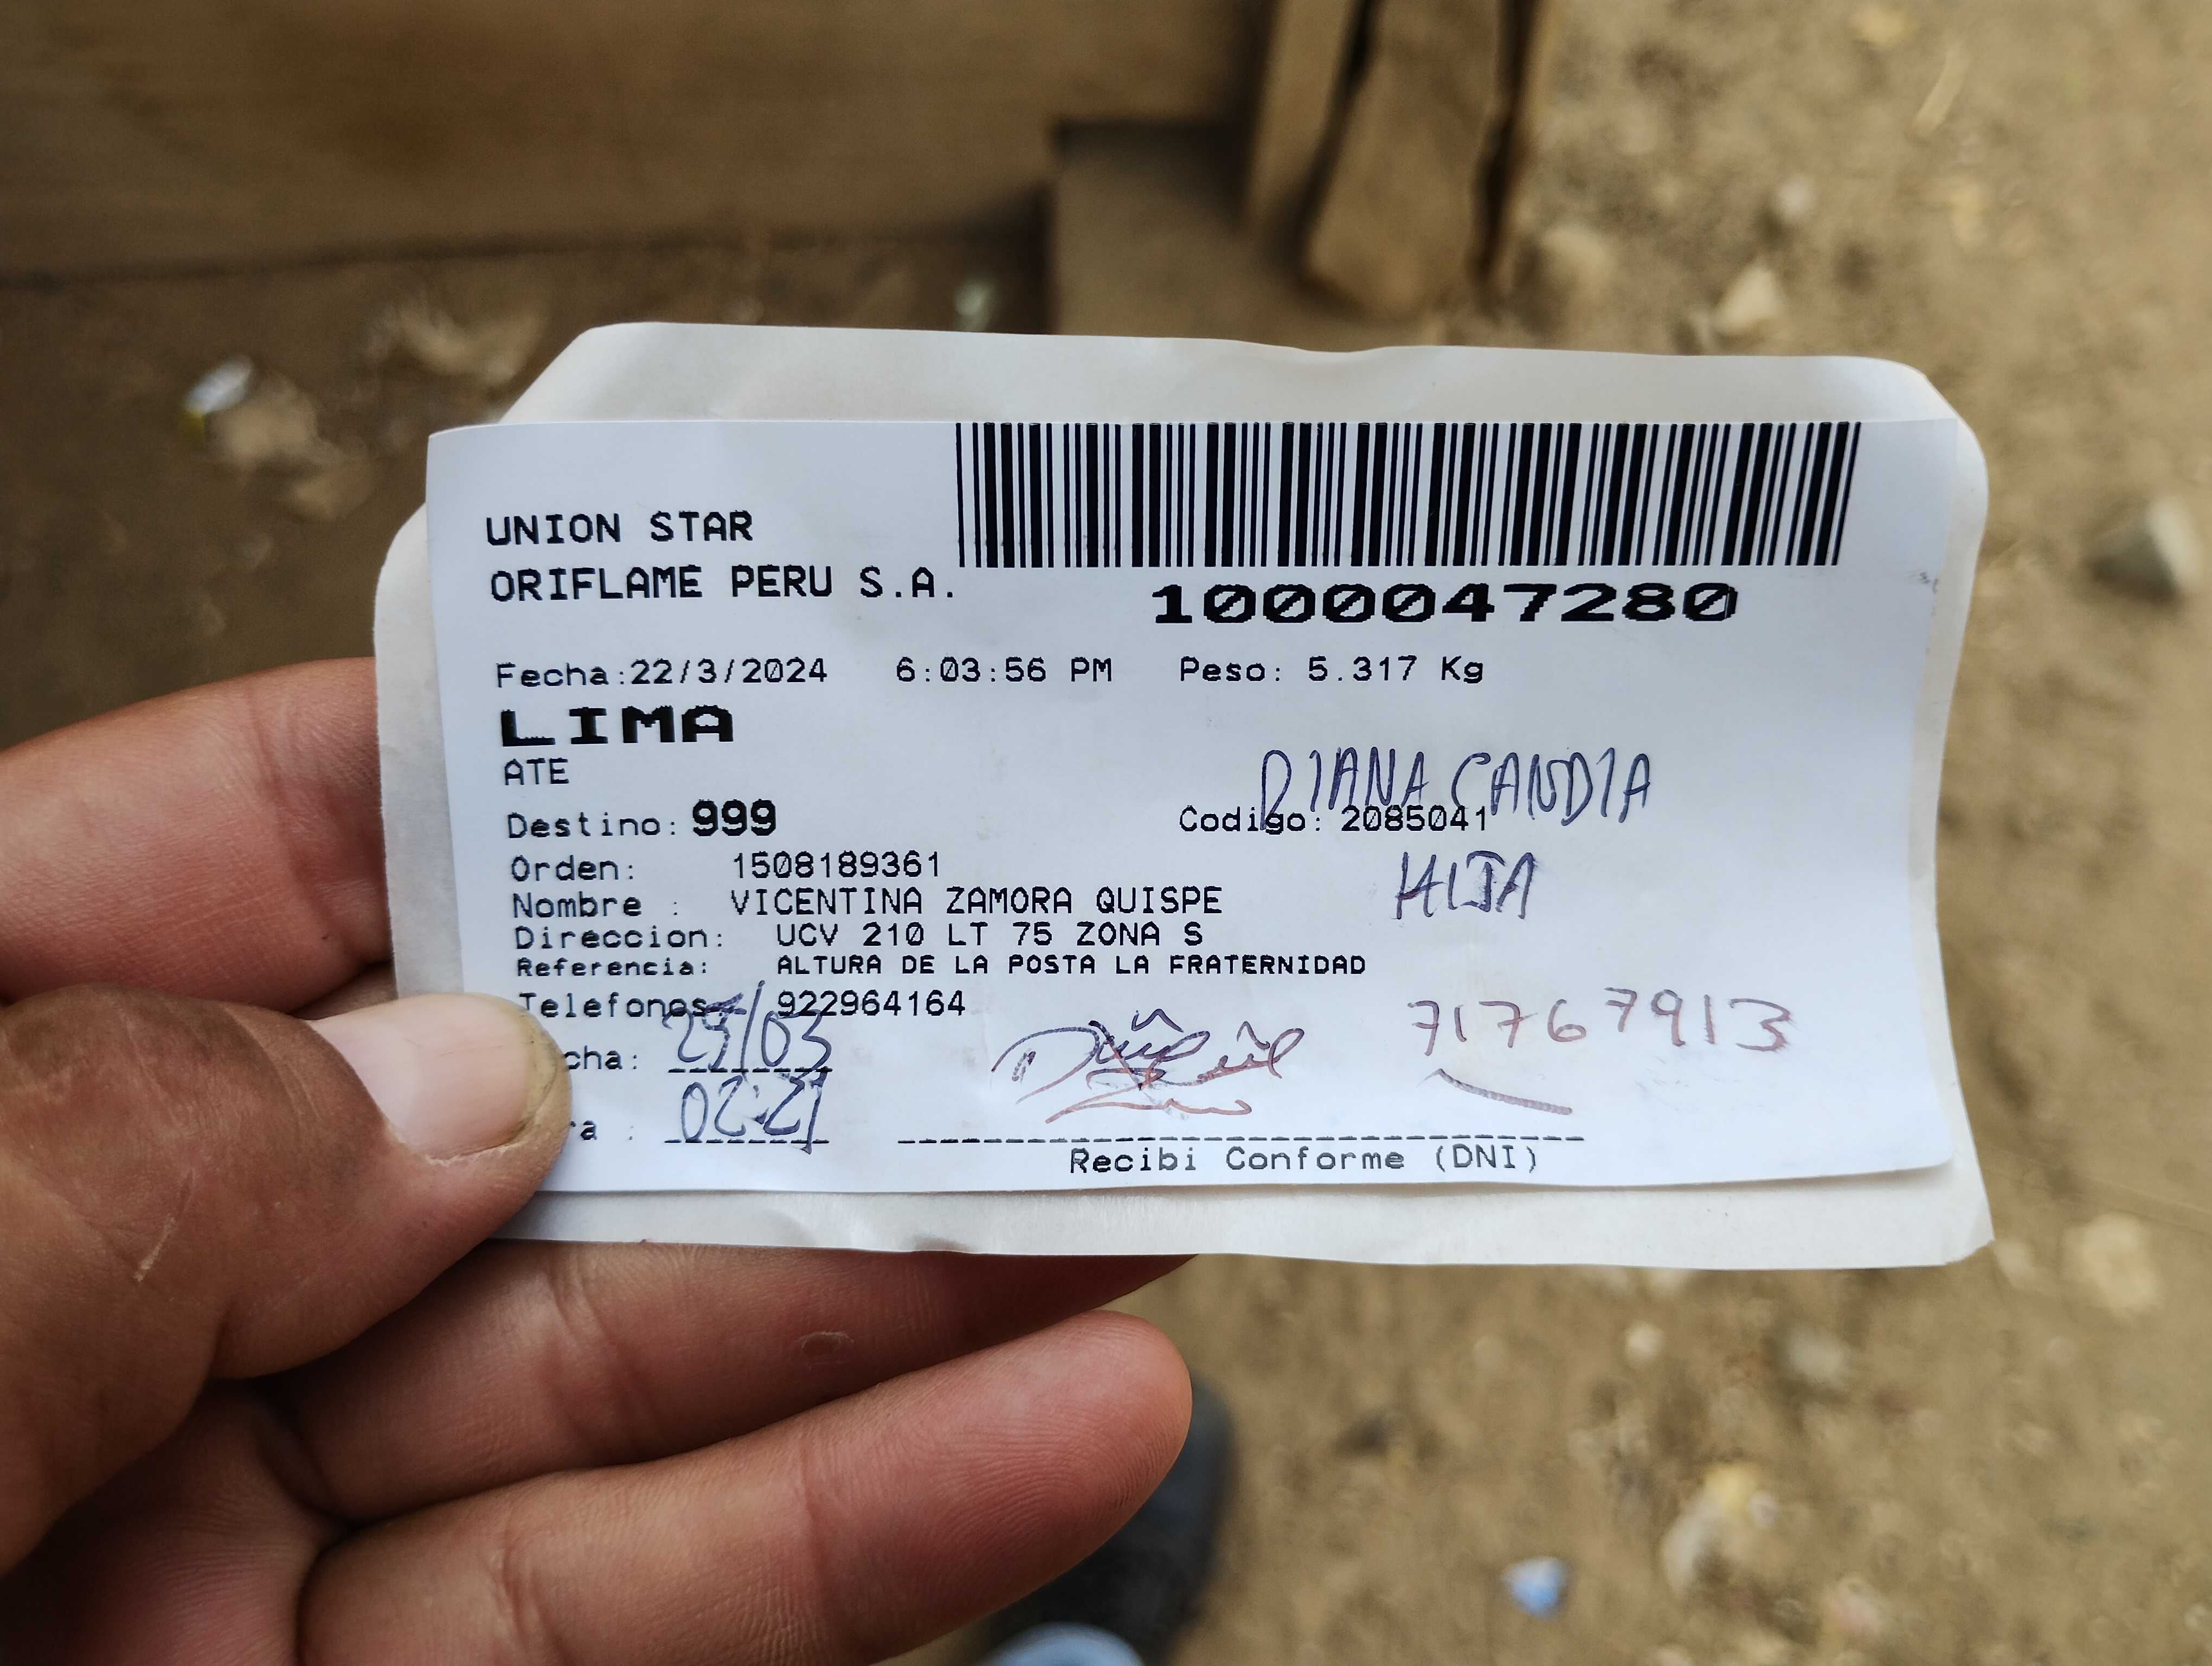 UNION STAR
ORIFLAME PERU S.A.
1000047280
Fecha:22/3/2024 6:03:56 PM Peso: 5.317 Kg
LIMA
ATE
DIANA CANDIA
Destino: 999 Codigo: 2085041
HIJA
Orden: 1508189361
Nombre : VICENTINA ZAMORA QUISPE
Direccion: UCV 210 LT 75 ZONA S
Referencia: ALTURA DE LA POSTA LA FRATERNIDAD
Telefonos: 922964164
71767913
cha: /03
ra : 02:21
Recibi Conforme (DNI)